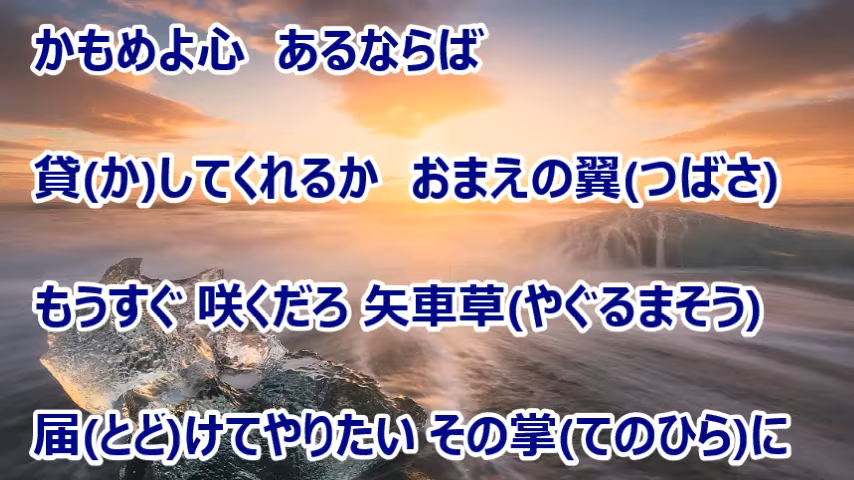 かもめよ心　あるならば
貸(か)してくれるか　おまえの翼(つばさ)
もうすぐ 咲くだろ 矢車草(やぐるまそう)
届(とど)けてやりたい その掌(てのひら)に